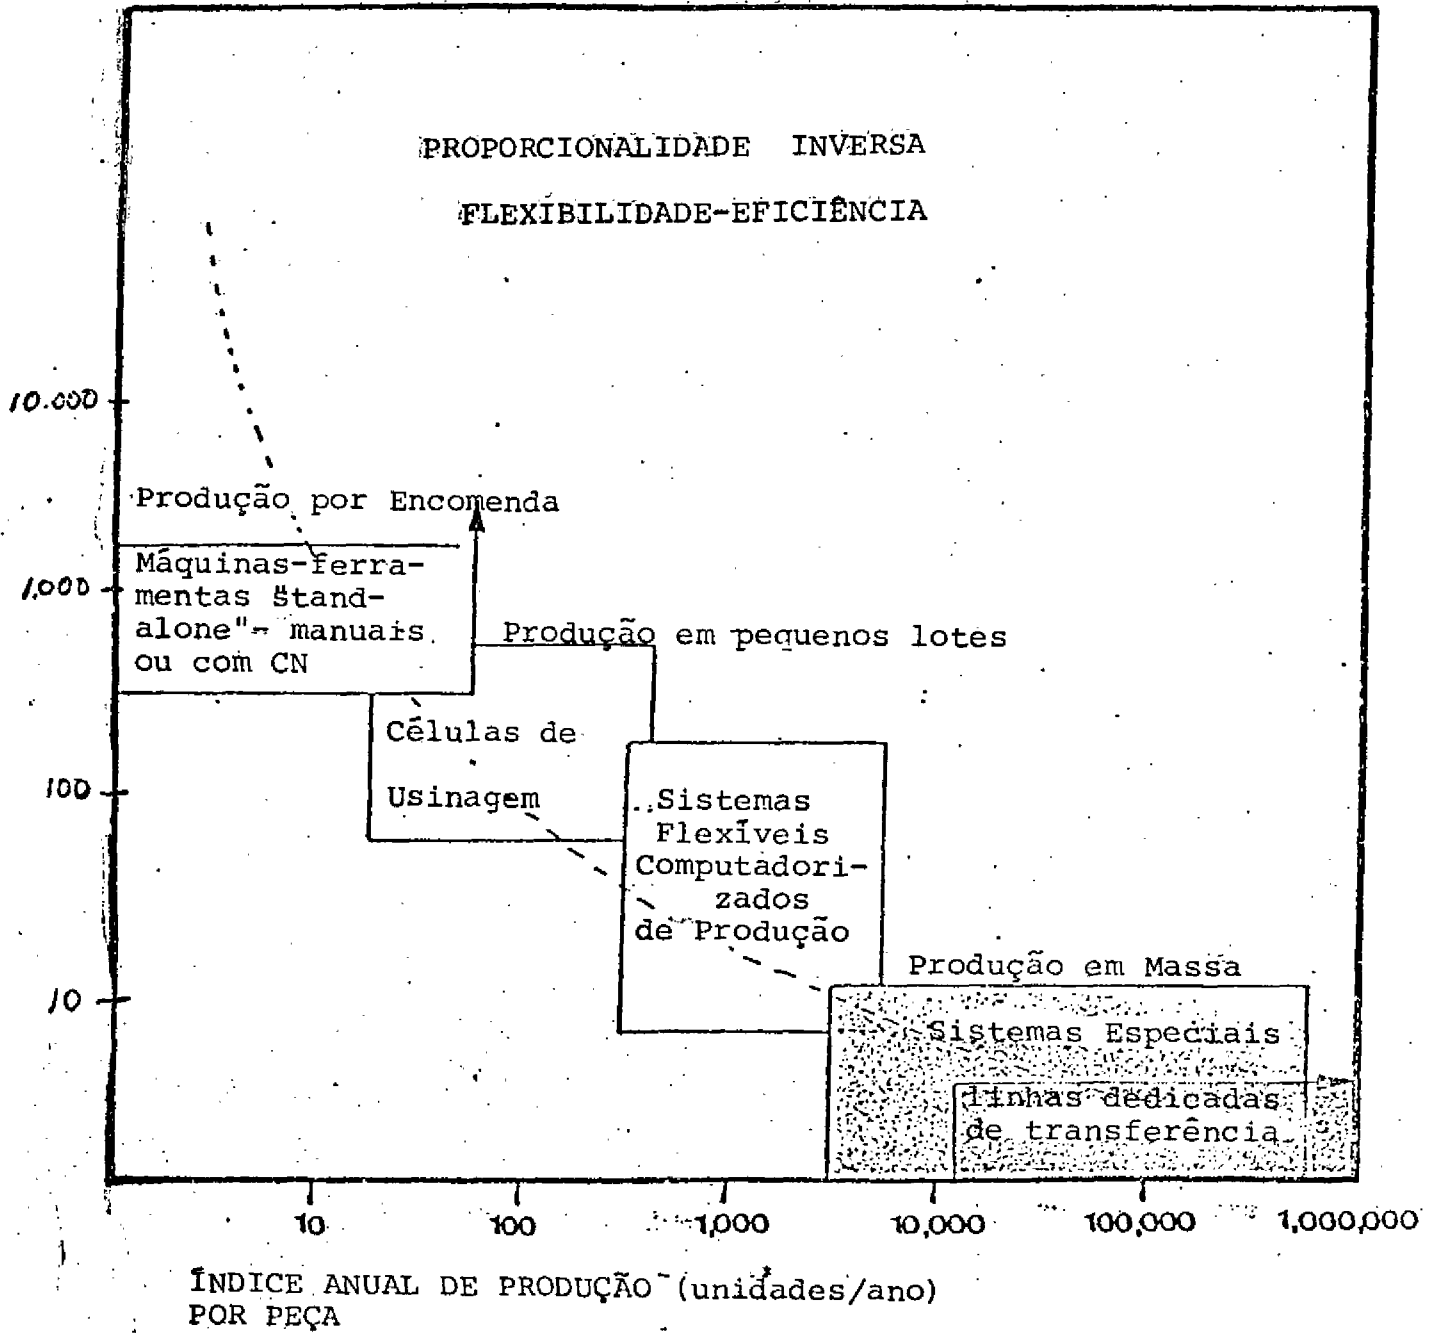 PROPORCIONALIDADE INVERSA
FLEXIBILIDADE-EFICIÊNCIA
10.000
Produção por Encomenda
Máquinas-ferra-
mentas "stand-
alone"- manuais
ou com CN
1,000
Produção em pequenos lotes
Células de
Usinagem
100
Sistemas
Flexíveis
Computadori-
zados
de Produção
Produção em Massa
10
Sistemas Especiais
linhas dedicadas
de transferência
10 100 1,000 10,000 100,000 1,000,000
ÍNDICE ANUAL DE PRODUÇÃO (unidades/ano)
POR PEÇA